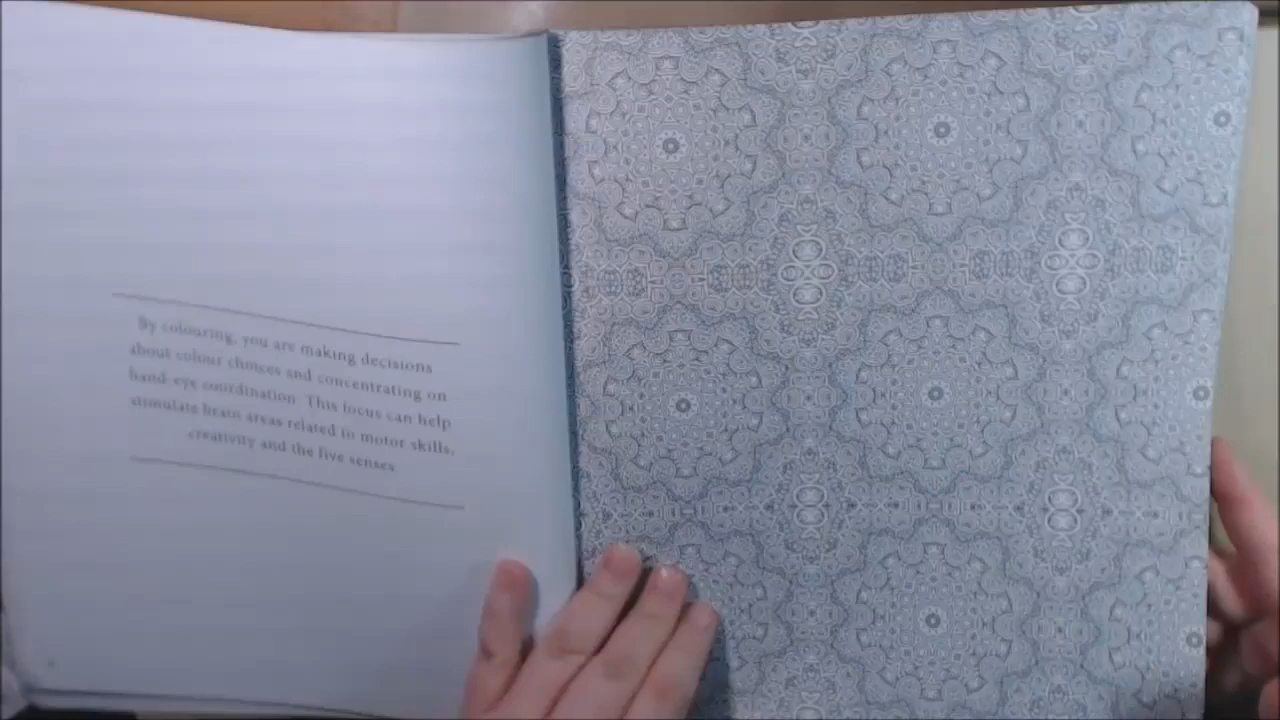 By colouring, you are making decisions
about colour choices and concentrating on
hand-eye coordination. This focus can help
stimulate brain areas related to motor skills,
creativity and the five senses.